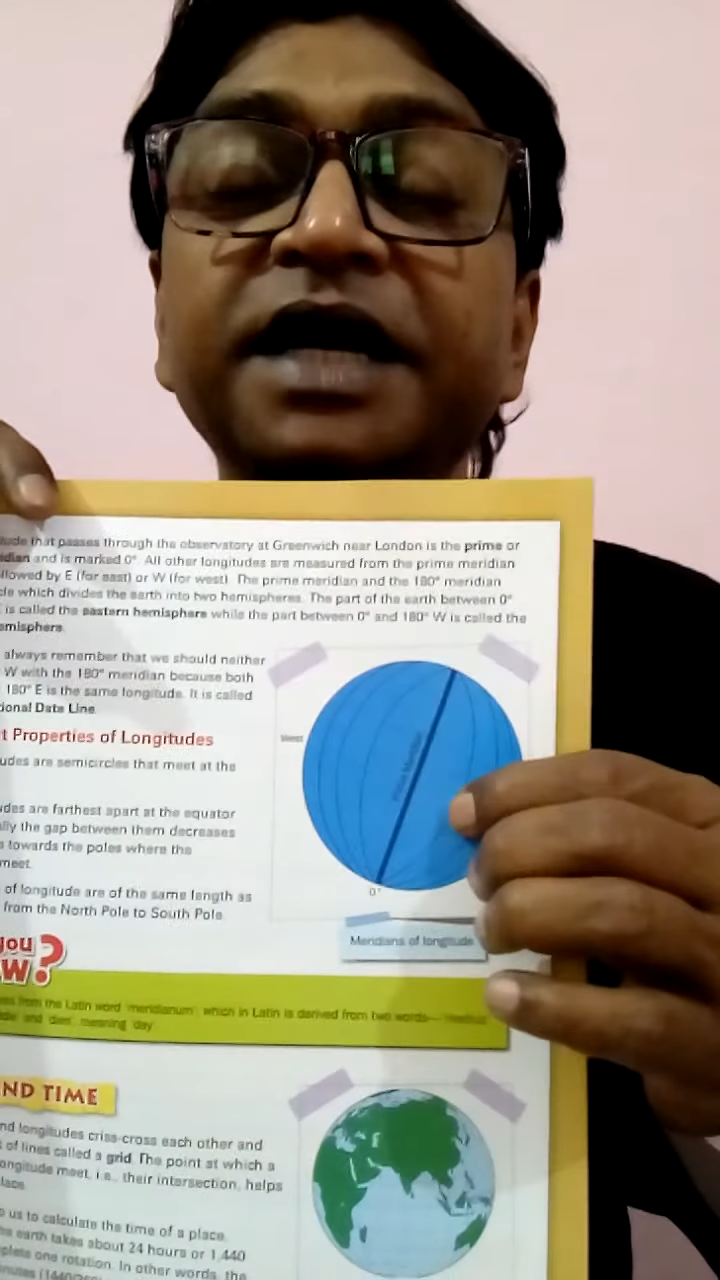 tude that passes through the observatory at Greenwich near London is the prime or
idian and is marked 0°. All other longitudes are measured from the prime meridian
llowed by E (for east) or W (for west). The prime meridian and the 180° meridian
cle which divides the earth into two hemispheres. The part of the earth between 0°
is called the eastern hemisphere while the part between 0° and 180° W is called the
emisphere.
always remember that we should neither
W with the 180° meridian because both
180° E is the same longitude. It is called
ional Date Line.
t Properties of Longitudes
udes are semicircles that meet at the
udes are farthest apart at the equator
lly the gap between them decreases
towards the poles where the
meet.
of longitude are of the same length as
from the North Pole to South Pole.
West
Prime Meridian
0°
Meridians of longitude
you
W?
es from the Latin word 'meridianum', which in Latin is derived from two words—
and 'dies', meaning 'day'
ND TIME
nd longitudes criss-cross each other and
of lines called a grid. The point at which a
ongitude meet, i.e., their intersection, helps
lace.
us to calculate the time of a place.
earth takes about 24 hours or 1,440
plete one rotation. In other words, the